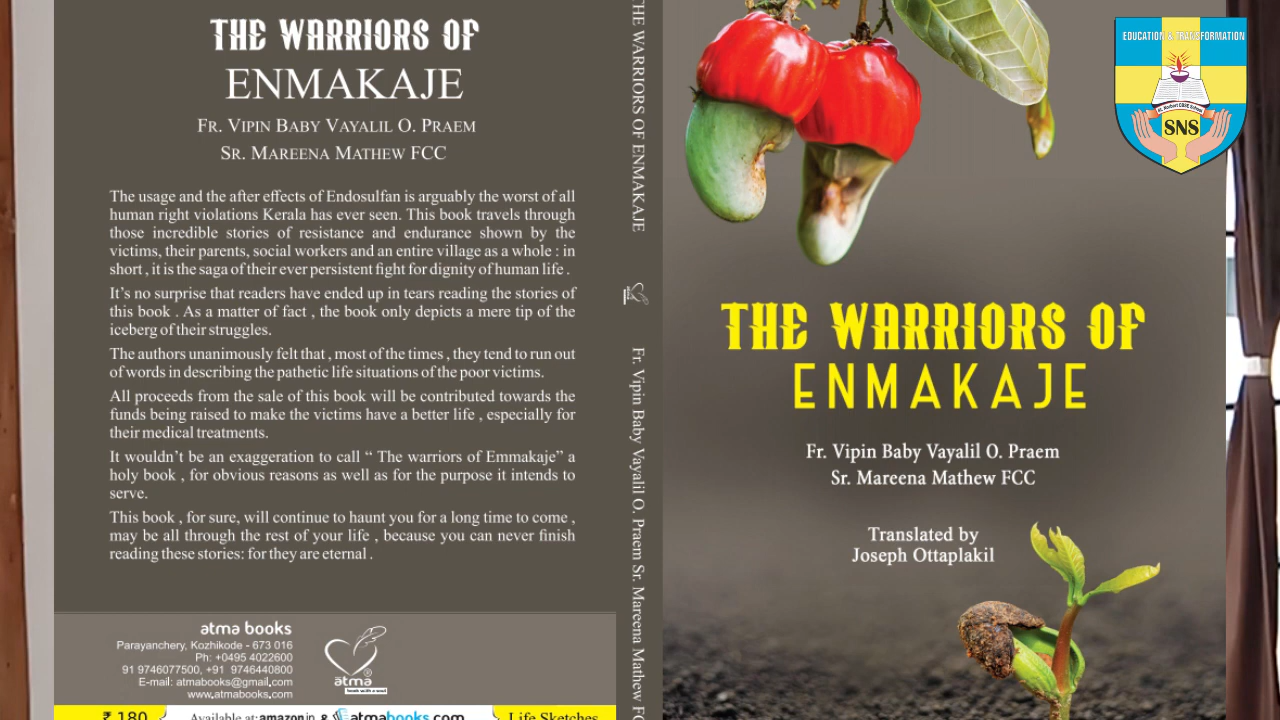 THE WARRIORS OF
ENMAKAJE
FR. VIPIN BABY VAYALIL O. PRAEM
SR. MAREENA MATHEW FCC
The usage and the after effects of Endosulfan is arguably the worst of all
human right violations Kerala has ever seen. This book travels through
those incredible stories of resistance and endurance shown by the
victims, their parents, social workers and an entire village as a whole : in
short , it is the saga of their ever persistent fight for dignity of human life .
It's no surprise that readers have ended up in tears reading the stories of
this book . As a matter of fact , the book only depicts a mere tip of the
iceberg of their struggles.
The authors unanimously felt that , most of the times , they tend to run out
of words in describing the pathetic life situations of the poor victims.
All proceeds from the sale of this book will be contributed towards the
funds being raised to make the victims have a better life , especially for
their medical treatments.
It wouldn't be an exaggeration to call “ The warriors of Emmakaje” a
holy book , for obvious reasons as well as for the purpose it intends to
serve.
This book , for sure, will continue to haunt you for a long time to come ,
may be all through the rest of your life , because you can never finish
reading these stories: for they are eternal .
atma books
Parayanchery, Kozhikode - 673 016
Ph: +0495 4022600
91 9746077500, +91 9746440800
E-mail: atmabooks@gmail.com
www.atmabooks.com
atma
book with a soul
₹ 180
Available at: amazon.in & atmabooks.com
Life Sketches
THE WARRIORS OF ENMAKAJE
Fr. Vipin Baby Vayalil O. Praem Sr. Mareena Mathew FC
THE WARRIORS OF
ENMAKAJE
Fr. Vipin Baby Vayalil O. Praem
Sr. Mareena Mathew FCC
Translated by
Joseph Ottaplakil
EDUCATION & TRANSFORMATION
St. Norbert CBSE School
SNS